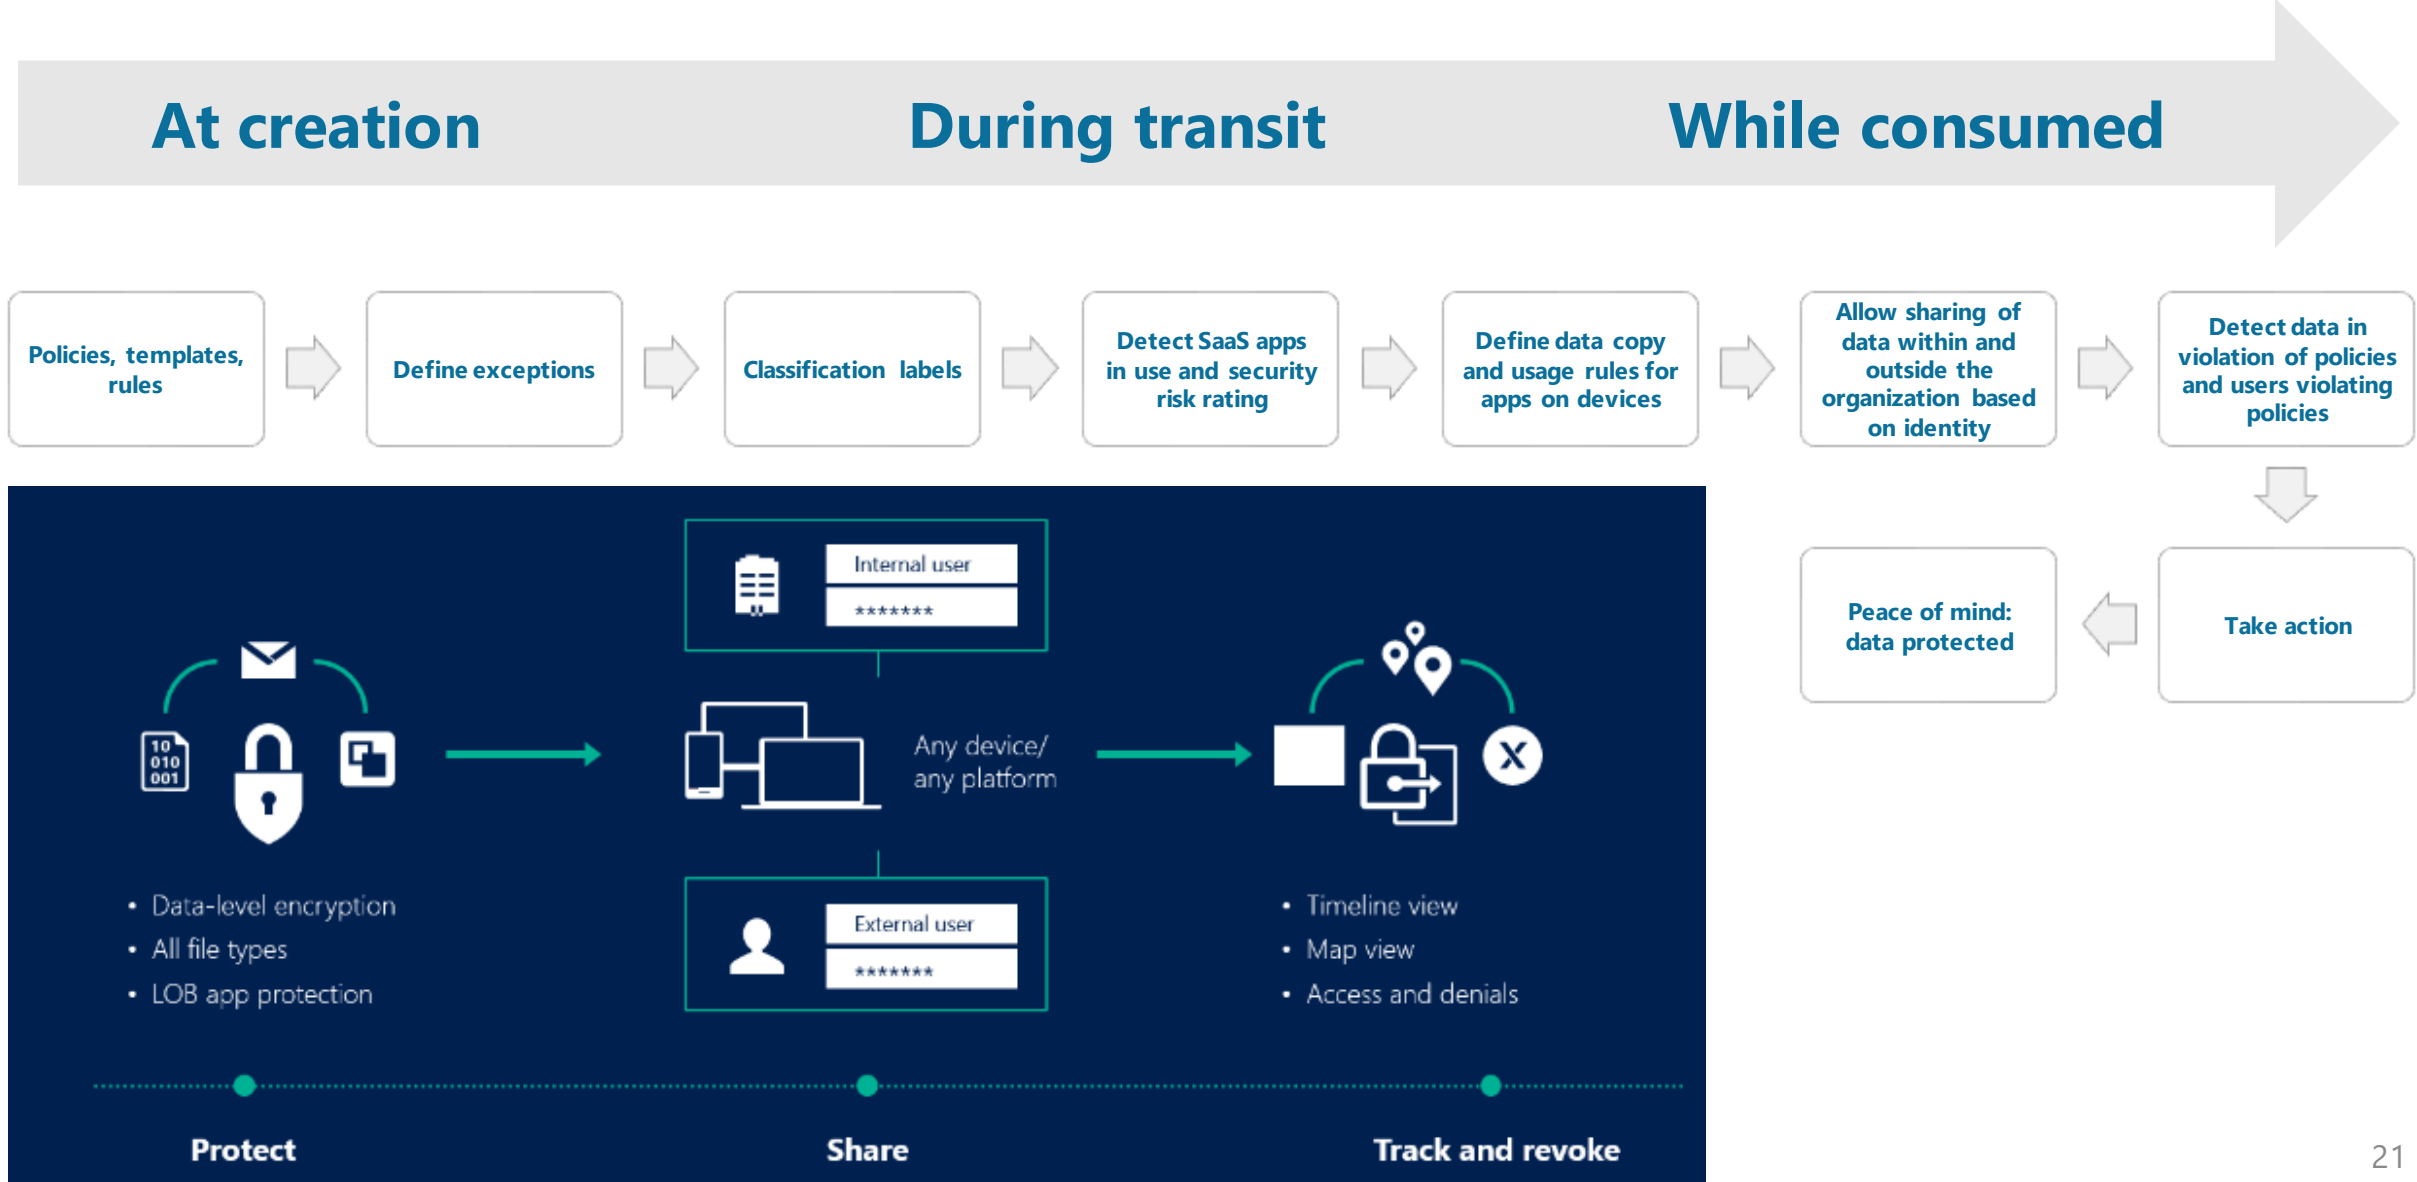 At creation
During transit
While consumed
Policies, templates,
rules
Define exceptions
Classification labels
Detect SaaS apps
in use and security
risk rating
Define data copy
and usage rules for
apps on devices
Allow sharing of
data within and
outside the
organization based
on identity
Detect data in
violation of policies
and users violating
policies
Take action
Peace of mind:
data protected
Internal user
*******
10
010
001
Any device/
any platform
X
External user
*******
• Data-level encryption
• All file types
• LOB app protection
• Timeline view
• Map view
• Access and denials
Protect
Share
Track and revoke
21